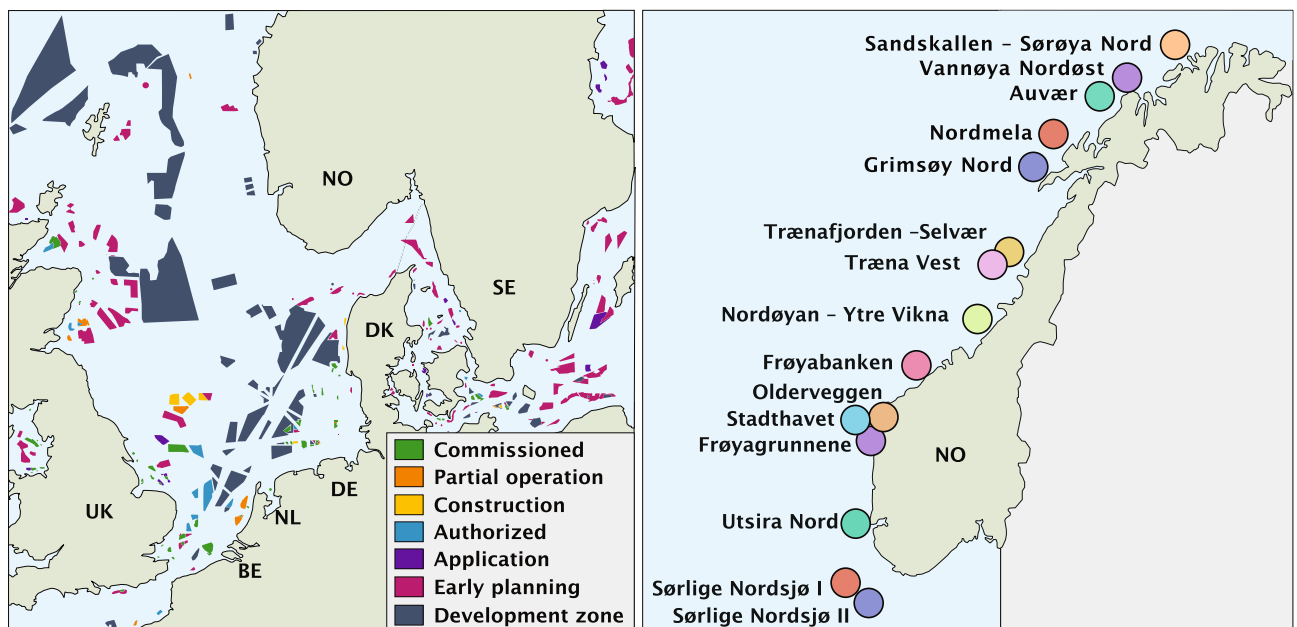 NO
SE
DK
UK
DE
NL
BE
Commissioned
Partial operation
Construction
Authorized
Application
Early planning
Development zone
Sandskallen – Sørøya Nord
Vannøya Nordøst
Auvær
Nordmela
Grimsøy Nord
Trænafjorden –Selvær
Træna Vest
Nordøyan – Ytre Vikna
Frøyabanken
Olderveggen
Stadthavet
Frøyagrunnene
NO
Utsira Nord
Sørlige Nordsjø I
Sørlige Nordsjø II